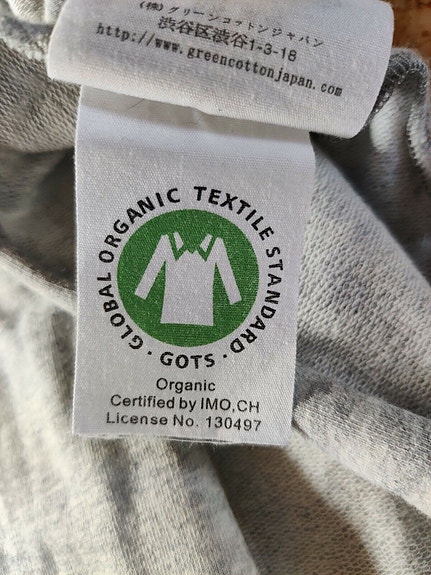 (株)グリーンコットンジャパン
渋谷区渋谷1-3-18
http://www.greencottonjapan.com
GLOBAL ORGANIC TEXTILE STANDARD · GOTS ·
Organic
Certified by IMO,CH
License No. 130497